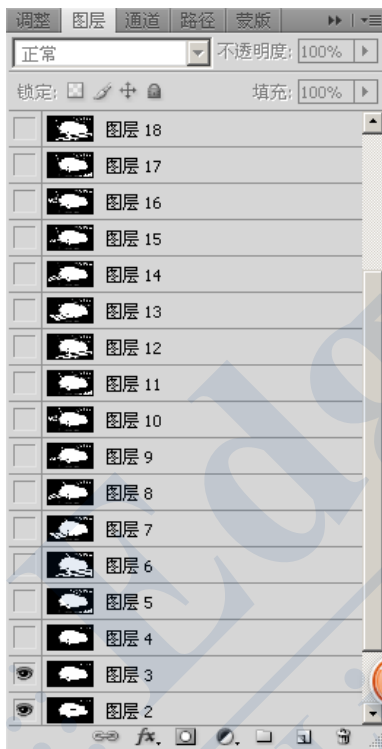 调整 图层 通道 路径 蒙版
正常 不透明度: 100%
锁定: 填充: 100%
图层 18
图层 17
图层 16
图层 15
图层 14
图层 13
图层 12
图层 11
图层 10
图层 9
图层 8
图层 7
图层 6
图层 5
图层 4
图层 3
图层 2
fx.